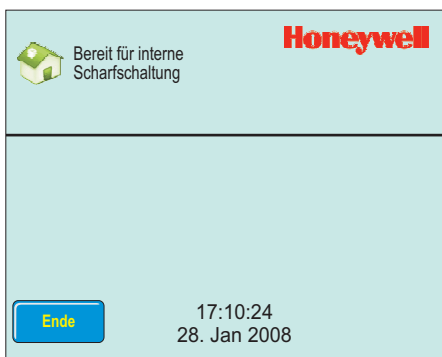 Bereit für interne
Scharfschaltung
Honeywell
Ende
17:10:24
28. Jan 2008